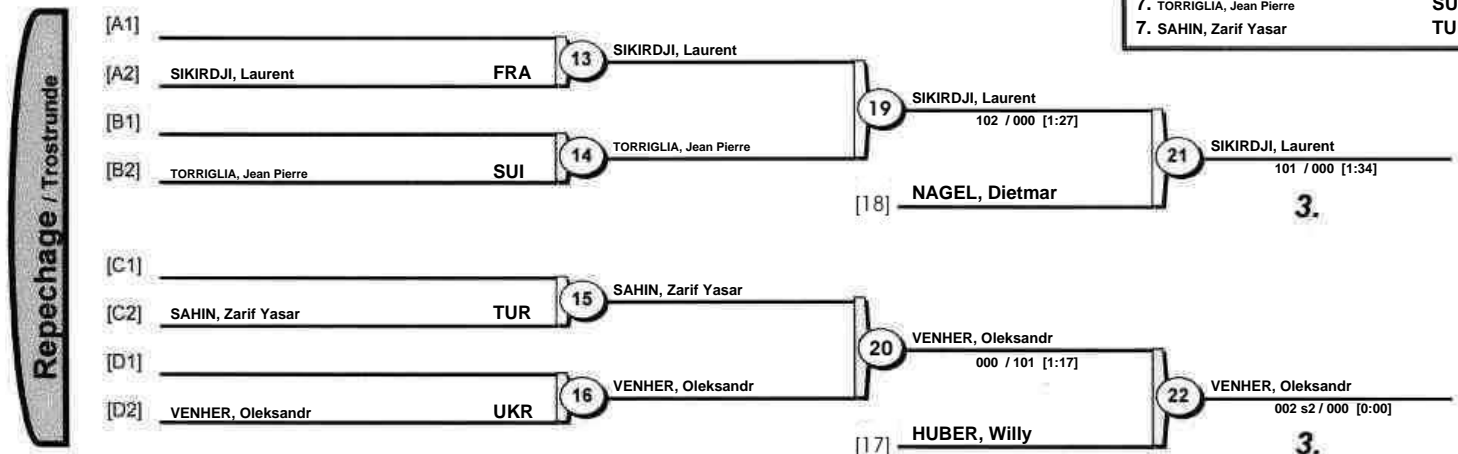 7. TORRIGLIA, Jean Pierre SU
7. SAHIN, Zarif Yasar TU
Repechage / Trostrunde
[A1]
[A2] SIKIRDJI, Laurent FRA
13 SIKIRDJI, Laurent
[B1]
[B2] TORRIGLIA, Jean Pierre SUI
14 TORRIGLIA, Jean Pierre
19 SIKIRDJI, Laurent
102 / 000 [1:27]
[18] NAGEL, Dietmar
21 SIKIRDJI, Laurent
101 / 000 [1:34]
3.
[C1]
[C2] SAHIN, Zarif Yasar TUR
15 SAHIN, Zarif Yasar
[D1]
[D2] VENHER, Oleksandr UKR
16 VENHER, Oleksandr
20 VENHER, Oleksandr
000 / 101 [1:17]
[17] HUBER, Willy
22 VENHER, Oleksandr
002 s2 / 000 [0:00]
3.